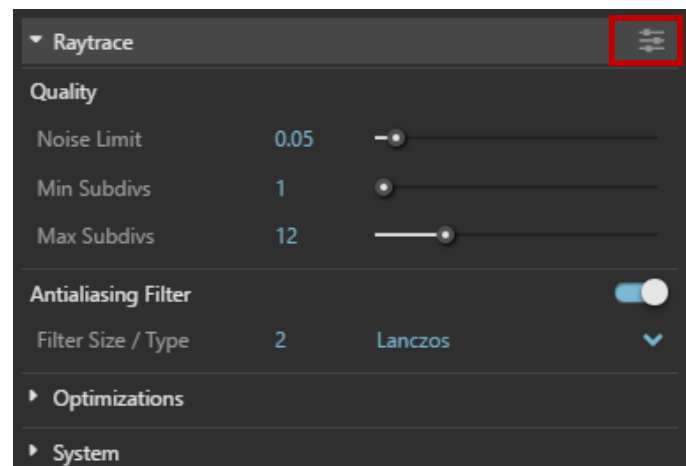 Raytrace
Quality
Noise Limit 0.05
Min Subdivs 1
Max Subdivs 12
Antialiasing Filter
Filter Size / Type 2 Lanczos
Optimizations
System